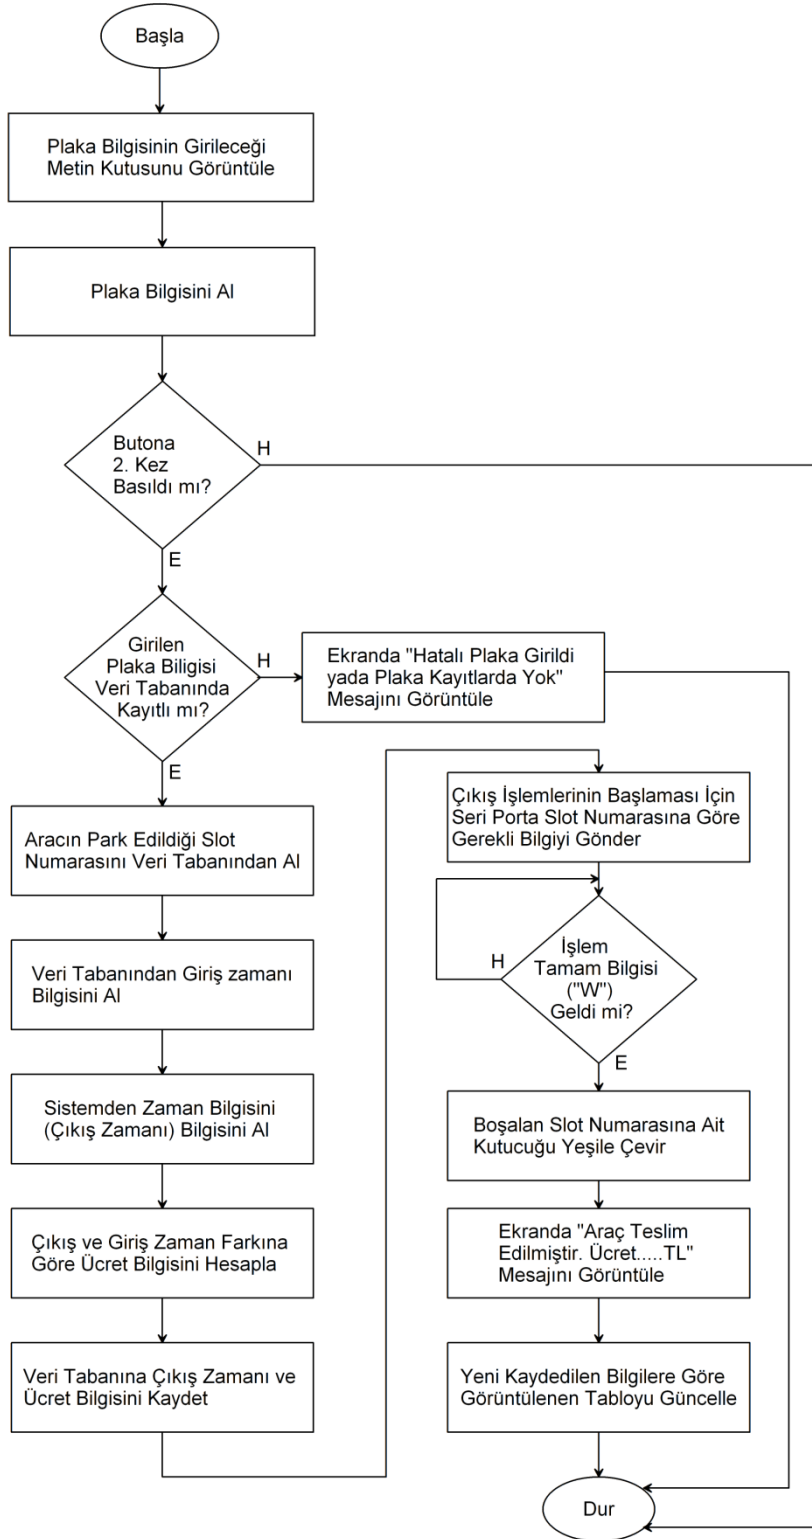 Başla
Plaka Bilgisinin Girileceği
Metin Kutusunu Görüntüle
Plaka Bilgisini Al
Butona
2. Kez
Basıldı mı?
H
E
Girilen
Plaka Biligisi
Veri Tabanında
Kayıtlı mı?
H
E
Ekranda "Hatalı Plaka Girildi
yada Plaka Kayıtlarda Yok"
Mesajını Görüntüle
Aracın Park Edildiği Slot
Numarasını Veri Tabanından Al
Veri Tabanından Giriş zamanı
Bilgisini Al
Sistemden Zaman Bilgisini
(Çıkış Zamanı) Bilgisini Al
Çıkış ve Giriş Zaman Farkına
Göre Ücret Bilgisini Hesapla
Veri Tabanına Çıkış Zamanı ve
Ücret Bilgisini Kaydet
Çıkış İşlemlerinin Başlaması İçin
Seri Porta Slot Numarasına Göre
Gerekli Bilgiyi Gönder
İşlem
Tamam Bilgisi
("W")
Geldi mi?
H
E
Boşalan Slot Numarasına Ait
Kutucuğu Yeşile Çevir
Ekranda "Araç Teslim
Edilmiştir. Ücret.....TL"
Mesajını Görüntüle
Yeni Kaydedilen Bilgilere Göre
Görüntülenen Tabloyu Güncelle
Dur